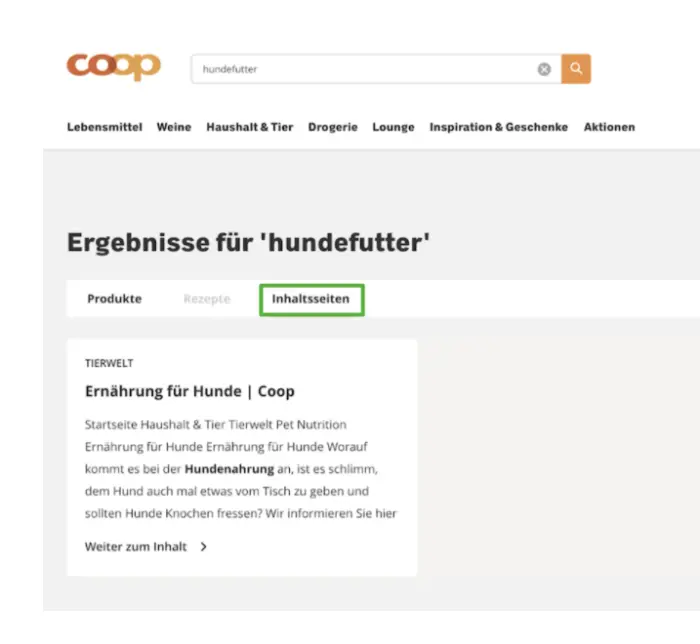 coop
hundefutter
Lebensmittel Weine Haushalt & Tier Drogerie Lounge Inspiration & Geschenke Aktionen
Ergebnisse für 'hundefutter'
Produkte Rezepte Inhaltsseiten
TIERWELT
Ernährung für Hunde | Coop
Startseite Haushalt & Tier Tierwelt Pet Nutrition
Ernährung für Hunde Ernährung für Hunde Worauf
kommt es bei der Hundenahrung an, ist es schlimm,
dem Hund auch mal etwas vom Tisch zu geben und
sollten Hunde Knochen fressen? Wir informieren Sie hier
Weiter zum Inhalt